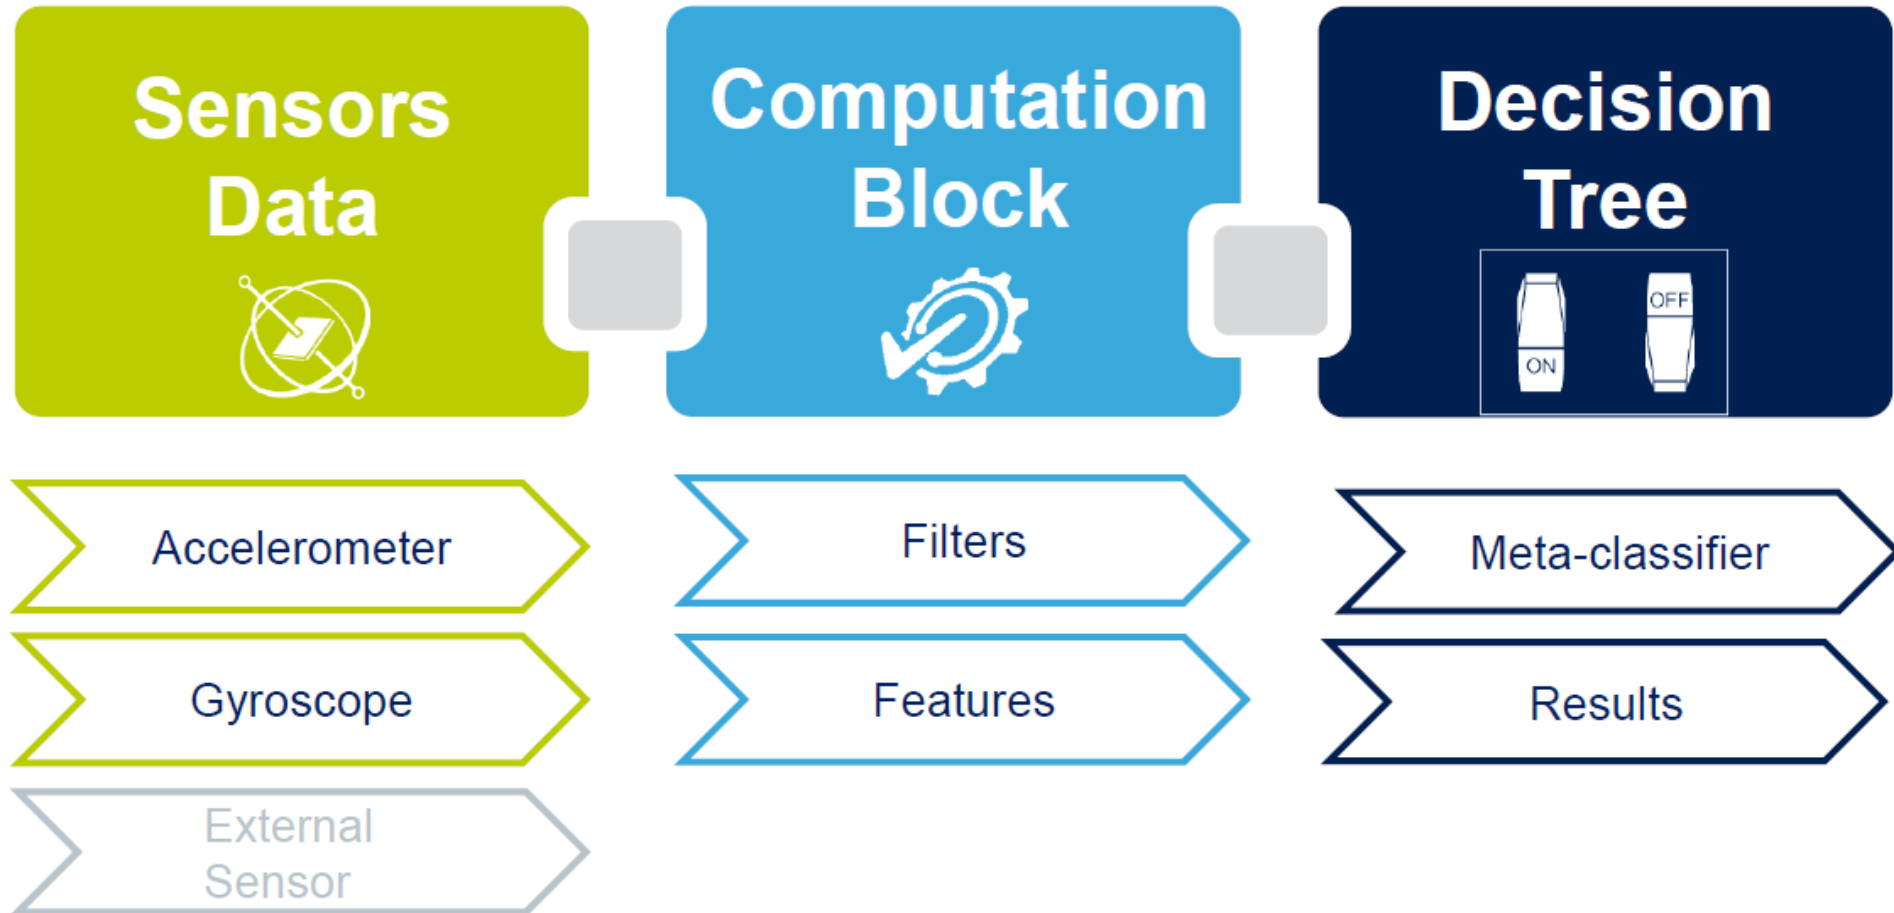 Sensors
Data
Computation
Block
Decision
Tree
ON
OFF
Accelerometer
Gyroscope
External
Sensor
Filters
Features
Meta-classifier
Results